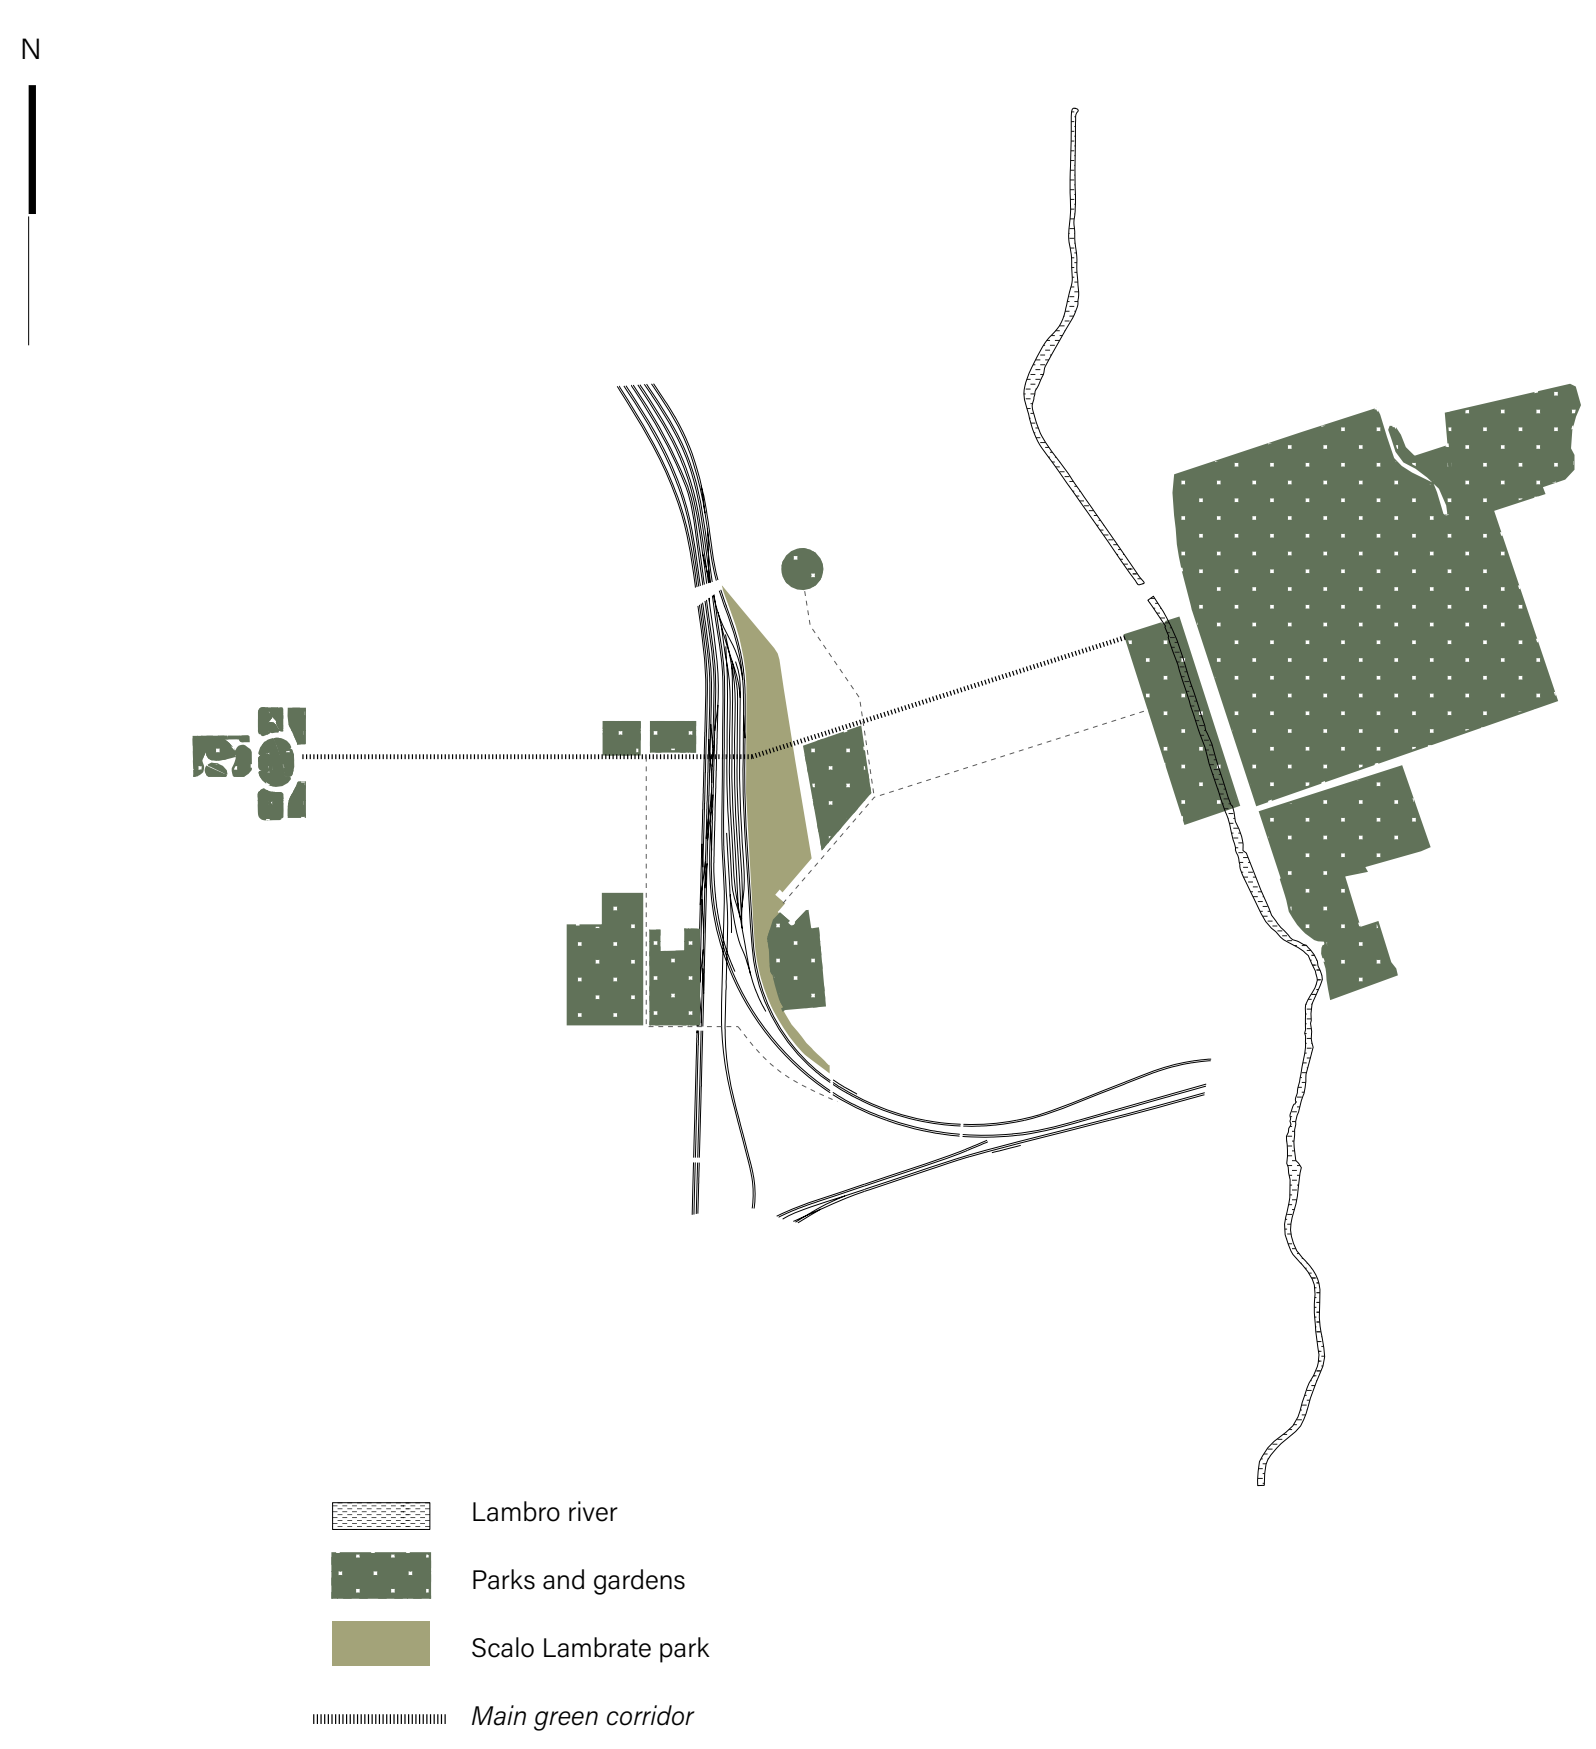 N
Lambro river
Parks and gardens
Scalo Lambrate park
Main green corridor